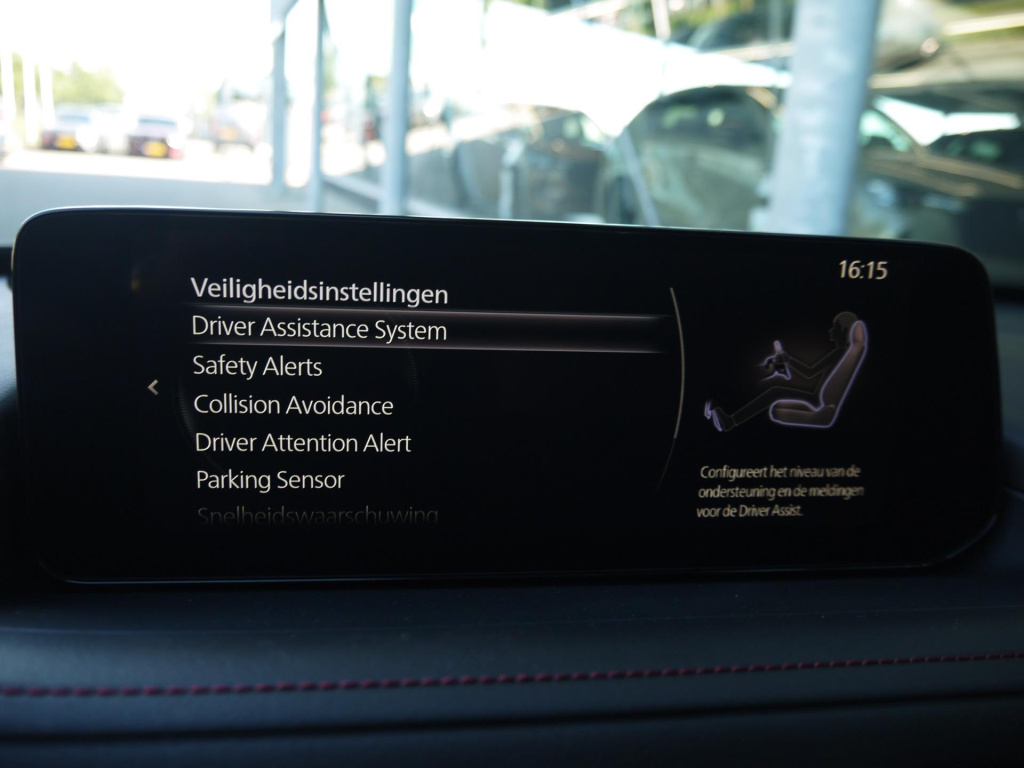 16:15
Veiligheidsinstellingen
Driver Assistance System
Safety Alerts
Collision Avoidance
Driver Attention Alert
Parking Sensor
Snelheidswaarschuwing
Configureert het niveau van de
ondersteuning en de meldingen
voor de Driver Assist.